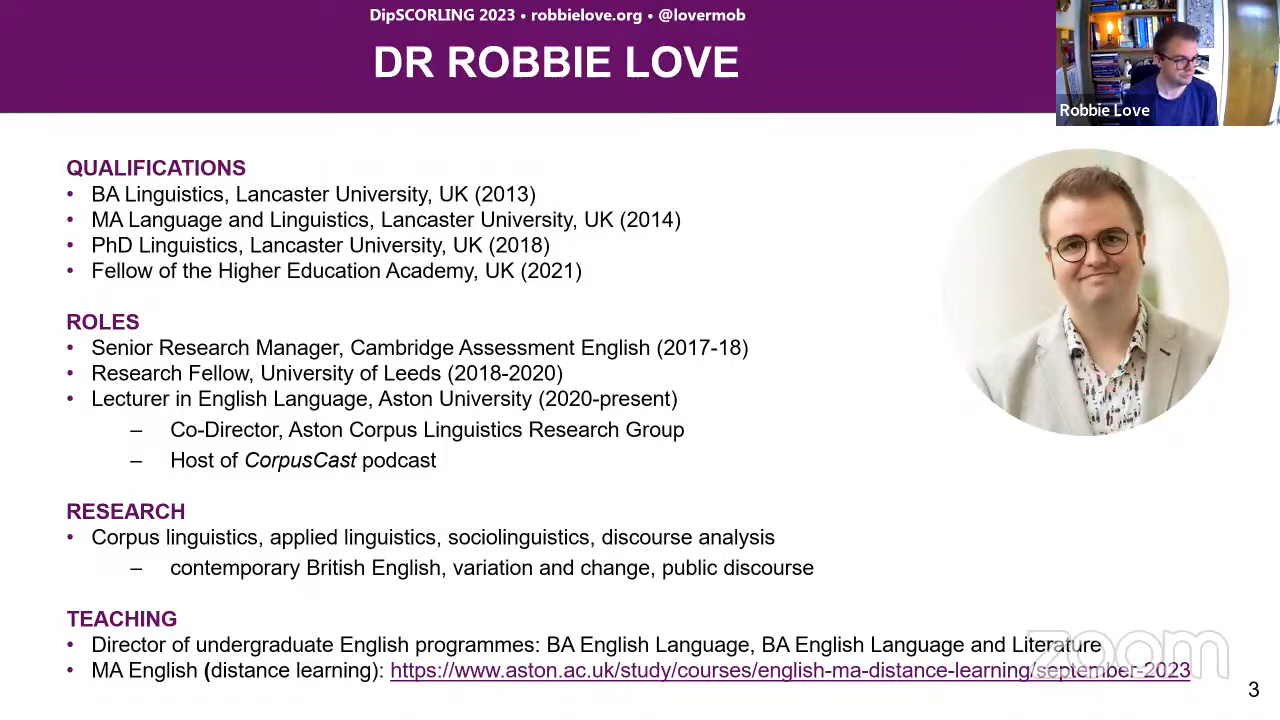 DipSCORLING 2023 • robbielove.org • @lovermob
DR ROBBIE LOVE
Robbie Love
QUALIFICATIONS
• BA Linguistics, Lancaster University, UK (2013)
• MA Language and Linguistics, Lancaster University, UK (2014)
• PhD Linguistics, Lancaster University, UK (2018)
• Fellow of the Higher Education Academy, UK (2021)
ROLES
• Senior Research Manager, Cambridge Assessment English (2017-18)
• Research Fellow, University of Leeds (2018-2020)
• Lecturer in English Language, Aston University (2020-present)
– Co-Director, Aston Corpus Linguistics Research Group
– Host of CorpusCast podcast
RESEARCH
• Corpus linguistics, applied linguistics, sociolinguistics, discourse analysis
– contemporary British English, variation and change, public discourse
TEACHING
• Director of undergraduate English programmes: BA English Language, BA English Language and Literature
• MA English (distance learning): https://www.aston.ac.uk/study/courses/english-ma-distance-learning/september-2023
zoom
3